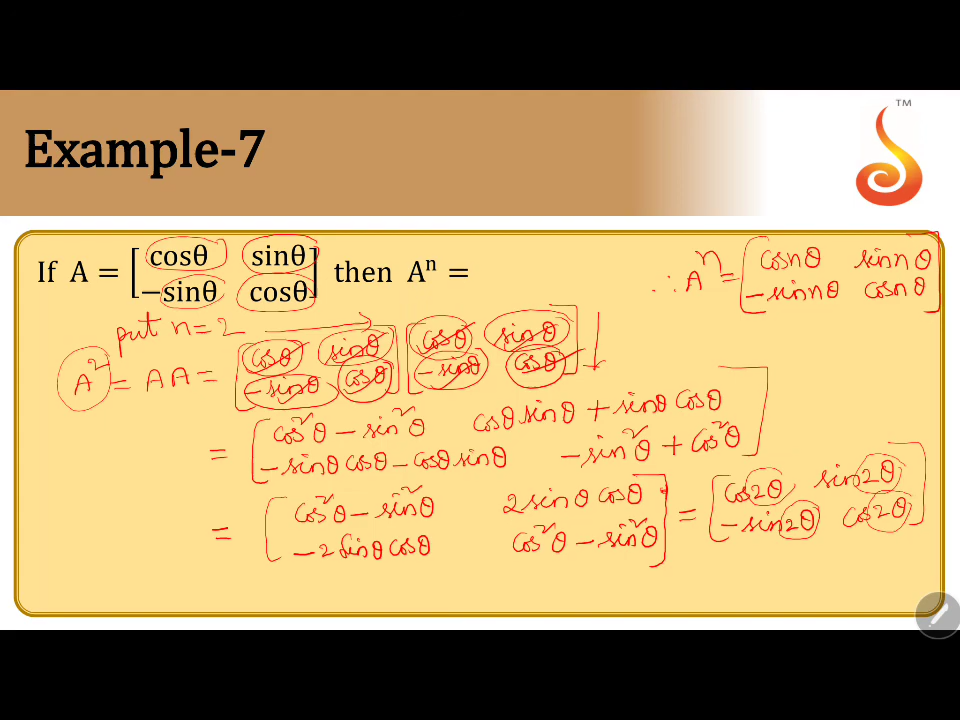 TM
Example-7
If A = [cosθ sinθ
−sinθ cosθ] then Aⁿ =
∴ Aⁿ = [cosnθ sinnθ
−sinnθ cosnθ]
put n = 2
A² = AA = [cosθ sinθ
−sinθ cosθ] [cosθ sinθ
−sinθ cosθ]
= [cos²θ − sin²θ cosθ sinθ + sinθ cosθ
−sinθ cosθ − cosθ sinθ −sin²θ + cos²θ]
= [cos²θ − sin²θ 2sinθ cosθ
−2sinθ cosθ cos²θ − sin²θ]
= [cos2θ sin2θ
−sin2θ cos2θ]